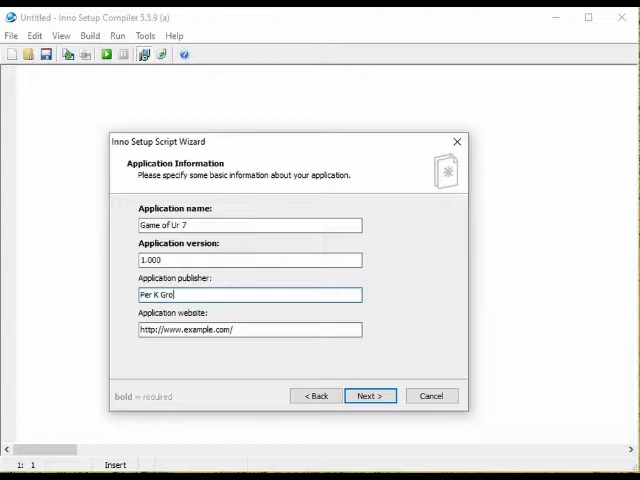 Untitled - Inno Setup Compiler 5.5.9 (a)
File Edit View Build Run Tools Help
Inno Setup Script Wizard
Application Information
Please specify some basic information about your application.
Application name:
Game of Ur 7
Application version:
1.000
Application publisher:
Per K Gro
Application website:
http://www.example.com/
bold = required
< Back Next > Cancel
1: 1 Insert